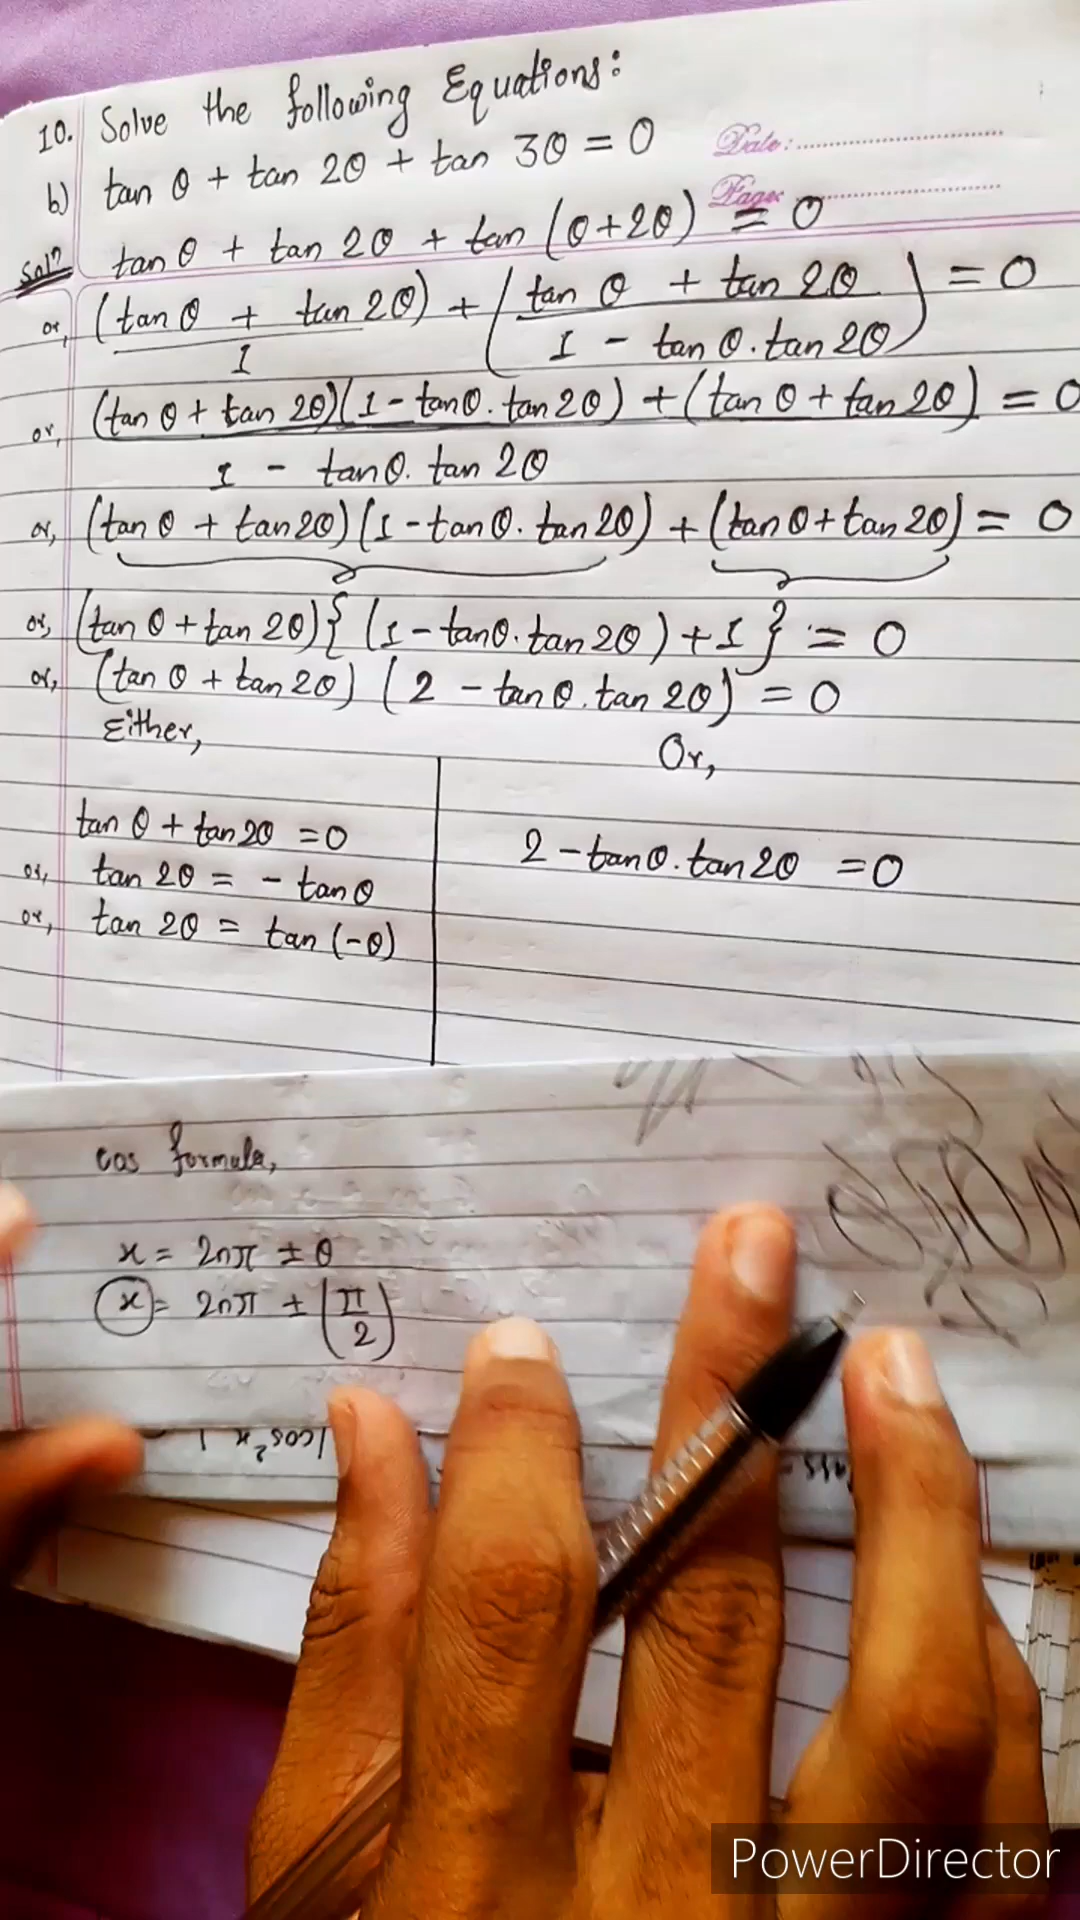 10. Solve the following Equations:
b) tan θ + tan 2θ + tan 3θ = 0
Date: ....................
Page: ....................
Solⁿ tan θ + tan 2θ + tan (θ+2θ) = 0
or, (tan θ + tan 2θ)/1 + (tan θ + tan 2θ / 1 - tan θ.tan 2θ) = 0
or, (tan θ + tan 2θ)(1 - tanθ. tan 2θ) + (tan θ + tan 2θ) = 0
1 - tanθ. tan 2θ
or, (tan θ + tan 2θ)(1 - tan θ. tan 2θ) + (tan θ + tan 2θ) = 0
or, (tan θ + tan 2θ){ (1 - tanθ. tan 2θ) + 1 } = 0
or, (tan θ + tan 2θ) (2 - tan θ. tan 2θ) = 0
Either,
Or,
tan θ + tan 2θ = 0
2 - tanθ. tan 2θ = 0
or, tan 2θ = - tan θ
or, tan 2θ = tan (-θ)
cos formula,
x = 2nπ ± θ
x = 2nπ ± (π/2)
cos²x
PowerDirector